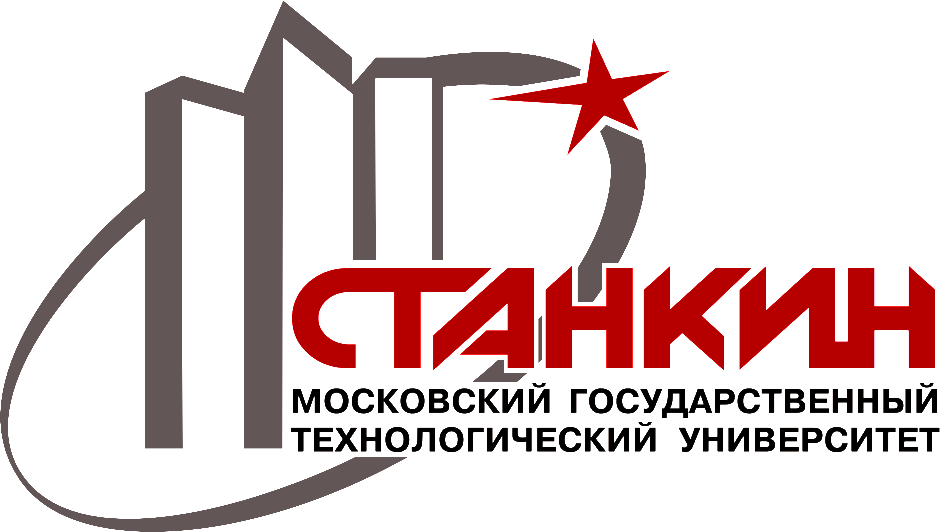 СТАНКИН
МОСКОВСКИЙ ГОСУДАРСТВЕННЫЙ
ТЕХНОЛОГИЧЕСКИЙ УНИВЕРСИТЕТ